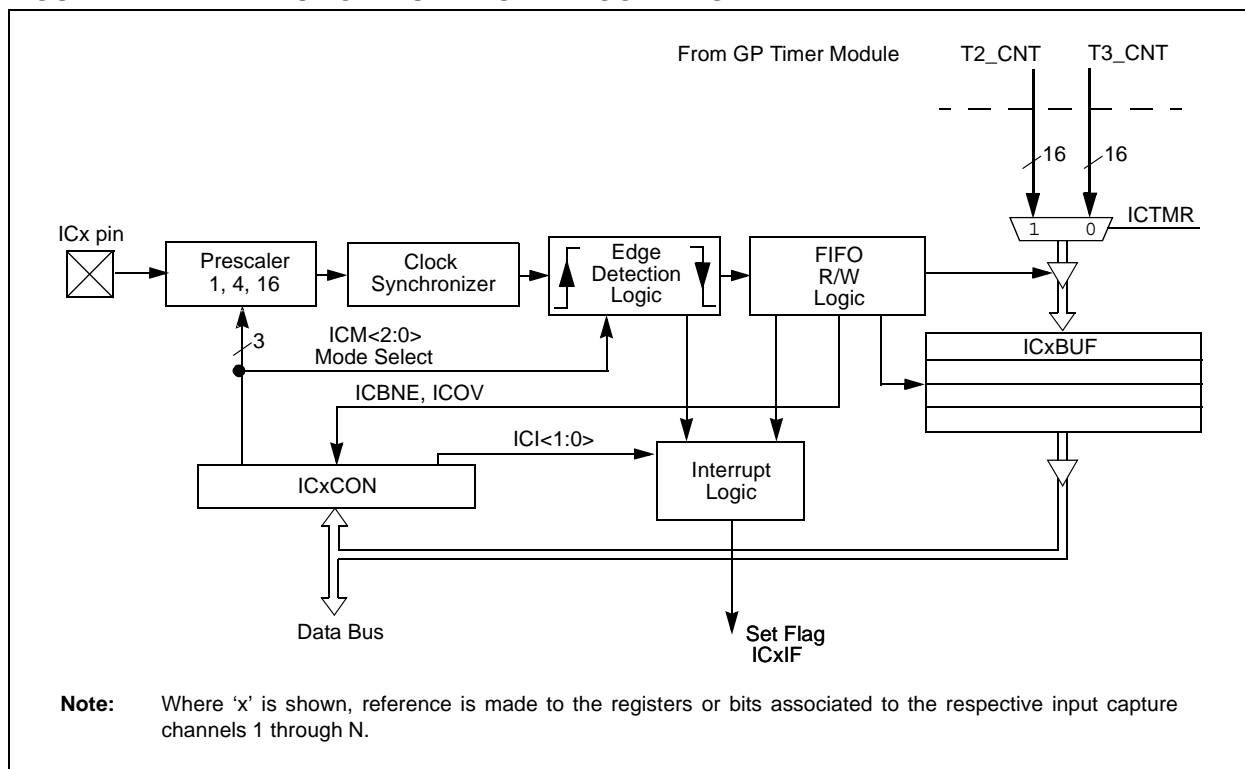 From GP Timer Module T2_CNT T3_CNT
16 16
ICTMR
1 0
ICx pin
Prescaler
1, 4, 16
Clock
Synchronizer
Edge
Detection
Logic
FIFO
R/W
Logic
3
ICM<2:0>
Mode Select
ICxBUF
ICBNE, ICOV
ICI<1:0>
ICxCON
Interrupt
Logic
Data Bus
Set Flag
ICxIF
Note: Where ‘x’ is shown, reference is made to the registers or bits associated to the respective input capture
channels 1 through N.